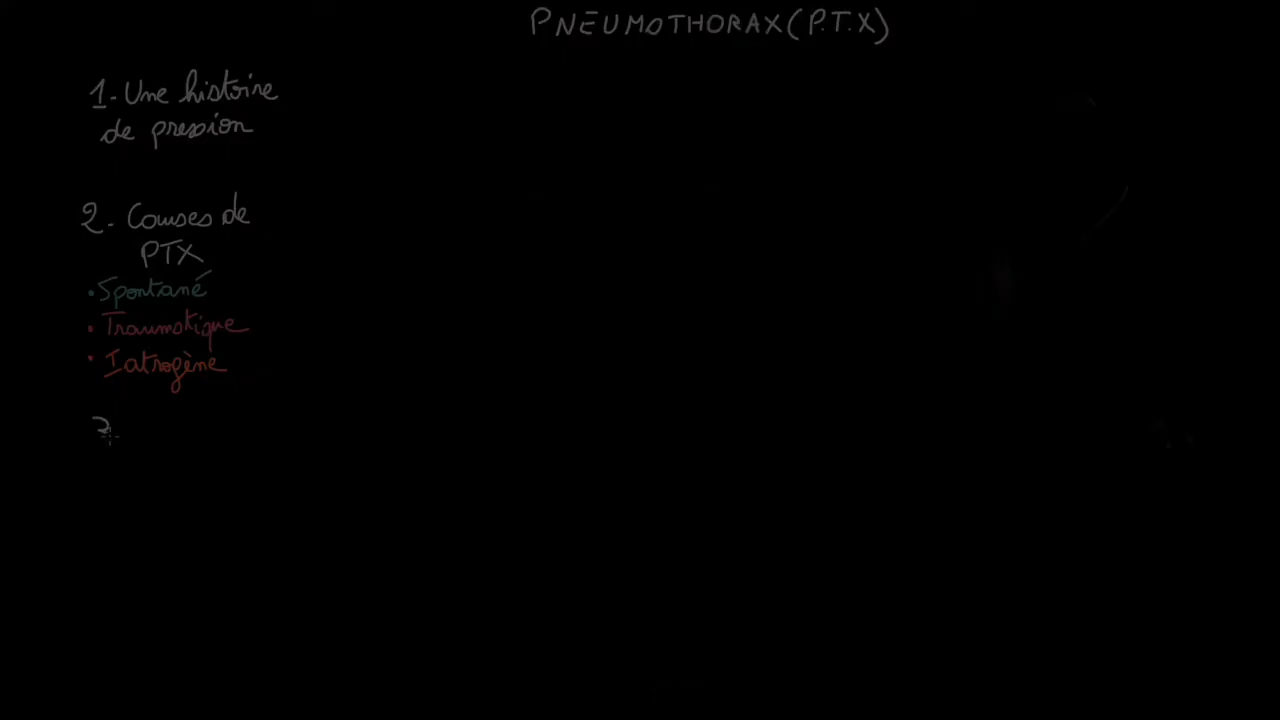 PNEUMOTHORAX (P.T.X)
1. Une histoire
de pression
2. Causes de
PTX
• Spontané
• Traumatique
• Iatrogène